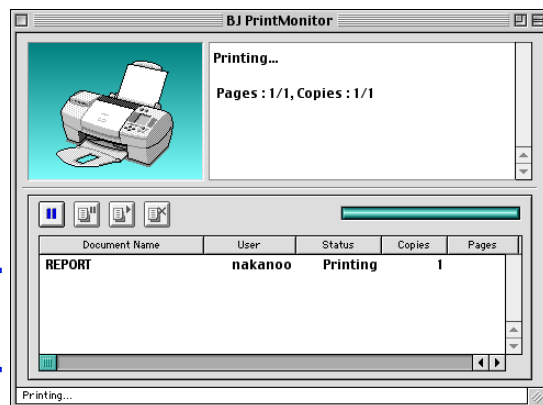 BJ PrintMonitor
Printing...
Pages : 1/1, Copies : 1/1
Document Name User Status Copies Pages
REPORT nakanoo Printing 1
Printing...